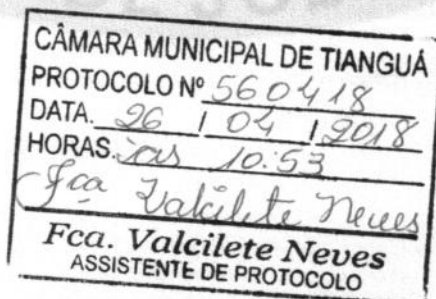 CÂMARA MUNICIPAL DE TIANGUÁ
PROTOCOLO Nº 560418
DATA. 26 / 04 / 2018
HORAS. às 10:53
Fca Valcilete Neves
Fca. Valcilete Neves
ASSISTENTE DE PROTOCOLO